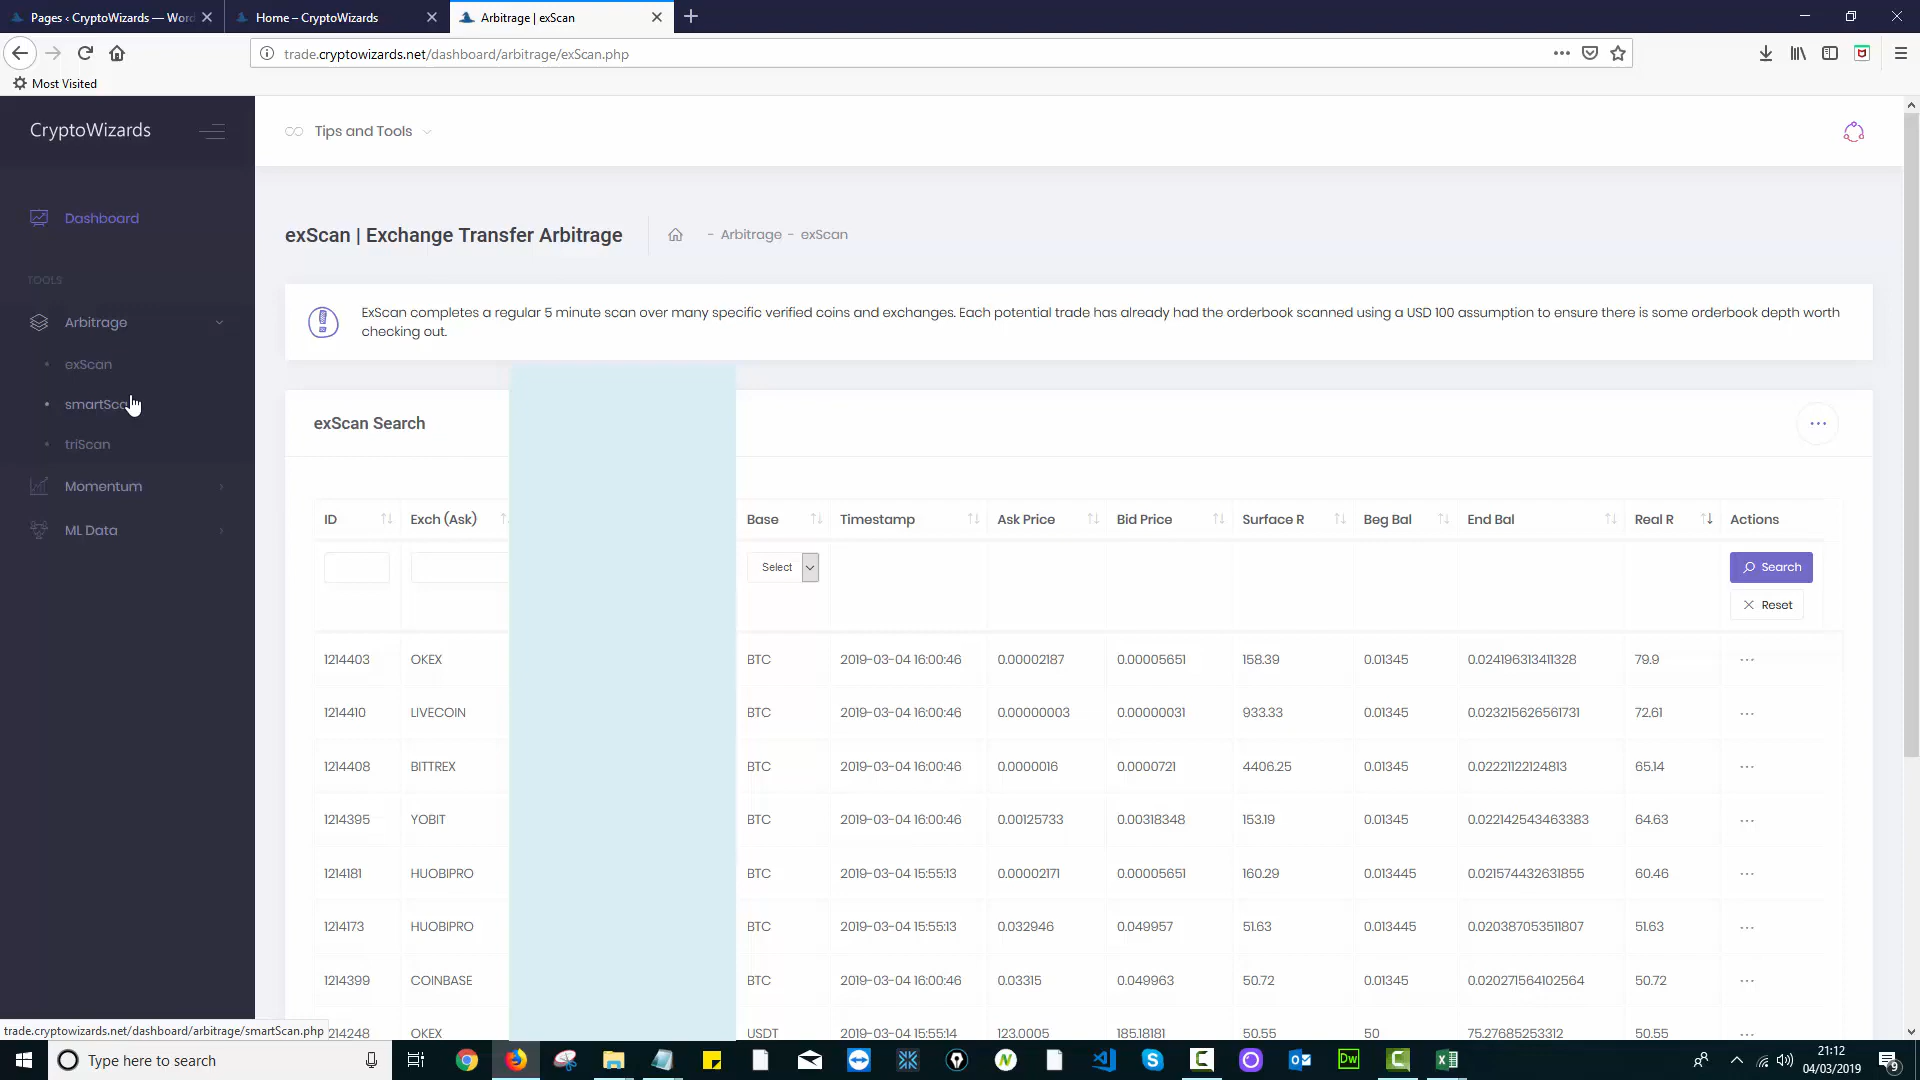 Pages ‹ CryptoWizards — Word
Home – CryptoWizards
Arbitrage | exScan
trade.cryptowizards.net/dashboard/arbitrage/exScan.php
Most Visited
CryptoWizards
Tips and Tools
Dashboard
exScan | Exchange Transfer Arbitrage
- Arbitrage - exScan
TOOLS
ExScan completes a regular 5 minute scan over many specific verified coins and exchanges. Each potential trade has already had the orderbook scanned using a USD 100 assumption to ensure there is some orderbook depth worth
checking out.
Arbitrage
exScan
smartSca
triScan
Momentum
ML Data
exScan Search
ID Exch (Ask) Base Timestamp Ask Price Bid Price Surface R Beg Bal End Bal Real R Actions
Select Search
Reset
1214403 OKEX BTC 2019-03-04 16:00:46 0.00002187 0.00005651 158.39 0.01345 0.024196313411328 79.9 ...
1214410 LIVECOIN BTC 2019-03-04 16:00:46 0.00000003 0.00000031 933.33 0.01345 0.023215626561731 72.61 ...
1214408 BITTREX BTC 2019-03-04 16:00:46 0.0000016 0.0000721 4406.25 0.01345 0.02221122124813 65.14 ...
1214395 YOBIT BTC 2019-03-04 16:00:46 0.00125733 0.00318348 153.19 0.01345 0.022142543463383 64.63 ...
1214181 HUOBIPRO BTC 2019-03-04 15:55:13 0.00002171 0.00005651 160.29 0.013445 0.021574432631855 60.46 ...
1214173 HUOBIPRO BTC 2019-03-04 15:55:13 0.032946 0.049957 51.63 0.013445 0.020387053511807 51.63 ...
1214399 COINBASE BTC 2019-03-04 16:00:46 0.03315 0.049963 50.72 0.01345 0.020271564102564 50.72 ...
214248 OKEX USDT 2019-03-04 15:55:14 123.0005 185.18181 50.55 50 75.27685253312 50.55 ...
trade.cryptowizards.net/dashboard/arbitrage/smartScan.php
Type here to search
Dw
21:12
04/03/2019
9